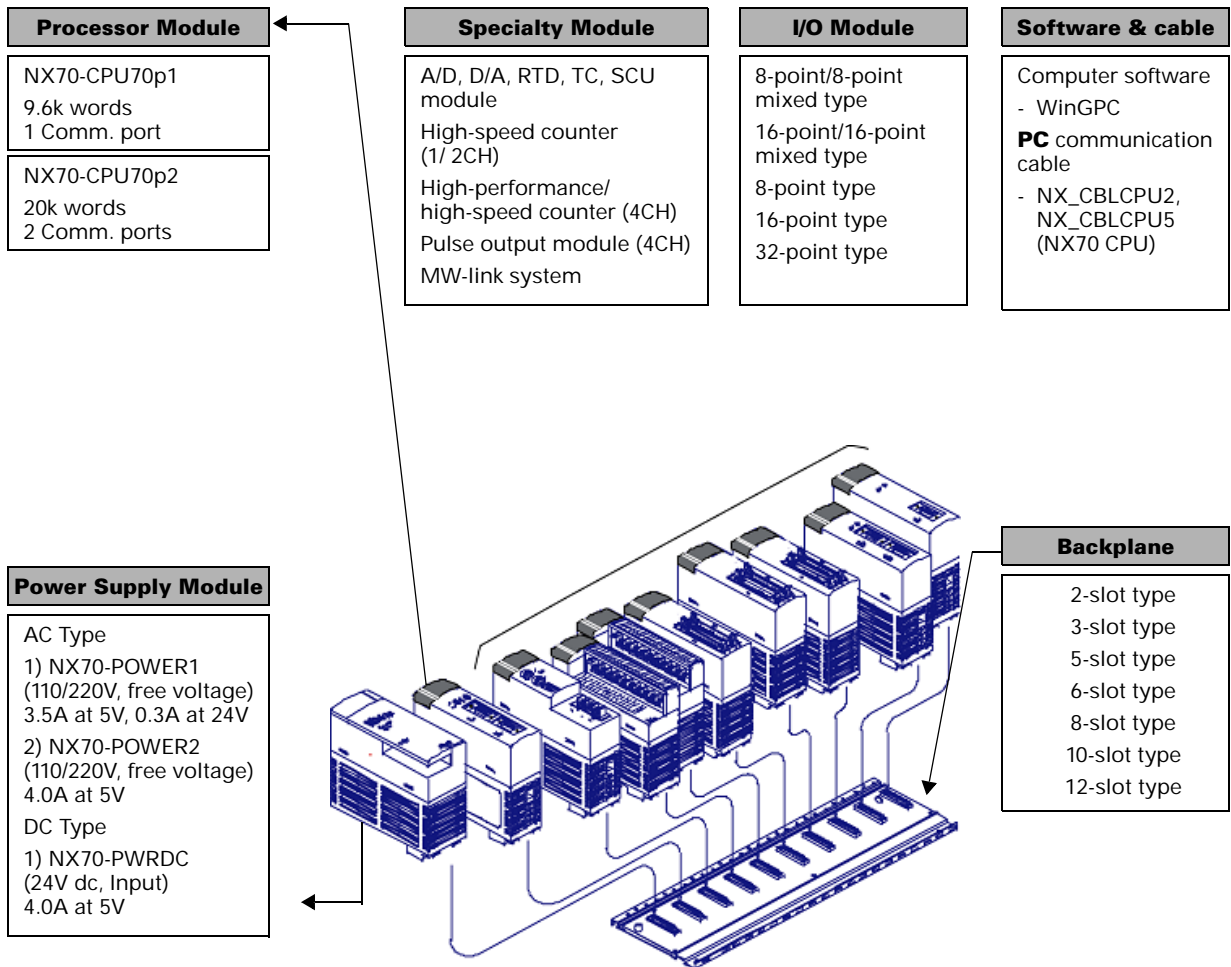 Processor Module
NX70-CPU70p1
9.6k words
1 Comm. port
NX70-CPU70p2
20k words
2 Comm. ports
Specialty Module
A/D, D/A, RTD, TC, SCU
module
High-speed counter
(1/ 2CH)
High-performance/
high-speed counter (4CH)
Pulse output module (4CH)
MW-link system
I/O Module
8-point/8-point
mixed type
16-point/16-point
mixed type
8-point type
16-point type
32-point type
Software & cable
Computer software
- WinGPC
PC communication
cable
- NX_CBLCPU2,
NX_CBLCPU5
(NX70 CPU)
Power Supply Module
AC Type
1) NX70-POWER1
(110/220V, free voltage)
3.5A at 5V, 0.3A at 24V
2) NX70-POWER2
(110/220V, free voltage)
4.0A at 5V
DC Type
1) NX70-PWRDC
(24V dc, Input)
4.0A at 5V
Backplane
2-slot type
3-slot type
5-slot type
6-slot type
8-slot type
10-slot type
12-slot type